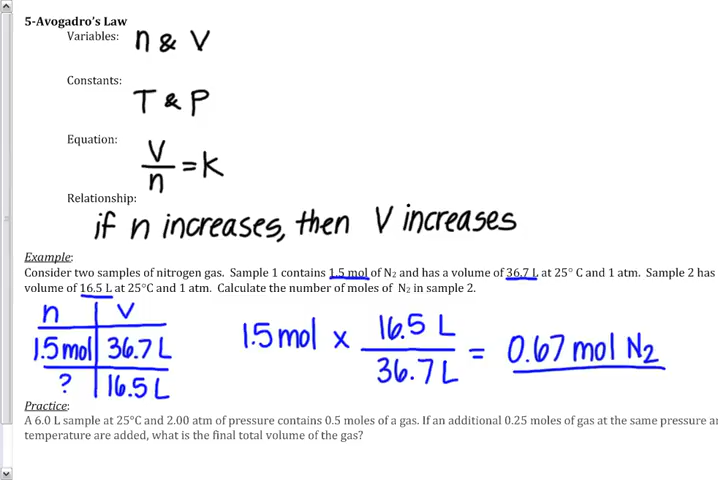 5-Avogadro's Law
Variables: n & V
Constants:
T & P
Equation:
V/n = K
Relationship:
if n increases, then V increases
Example:
Consider two samples of nitrogen gas. Sample 1 contains 1.5 mol of N₂ and has a volume of 36.7 L at 25° C and 1 atm. Sample 2 has
volume of 16.5 L at 25°C and 1 atm. Calculate the number of moles of N₂ in sample 2.
n V
1.5 mol 36.7 L
? 16.5 L
1.5 mol x 16.5 L / 36.7 L = 0.67 mol N₂
Practice:
A 6.0 L sample at 25°C and 2.00 atm of pressure contains 0.5 moles of a gas. If an additional 0.25 moles of gas at the same pressure
temperature are added, what is the final total volume of the gas?